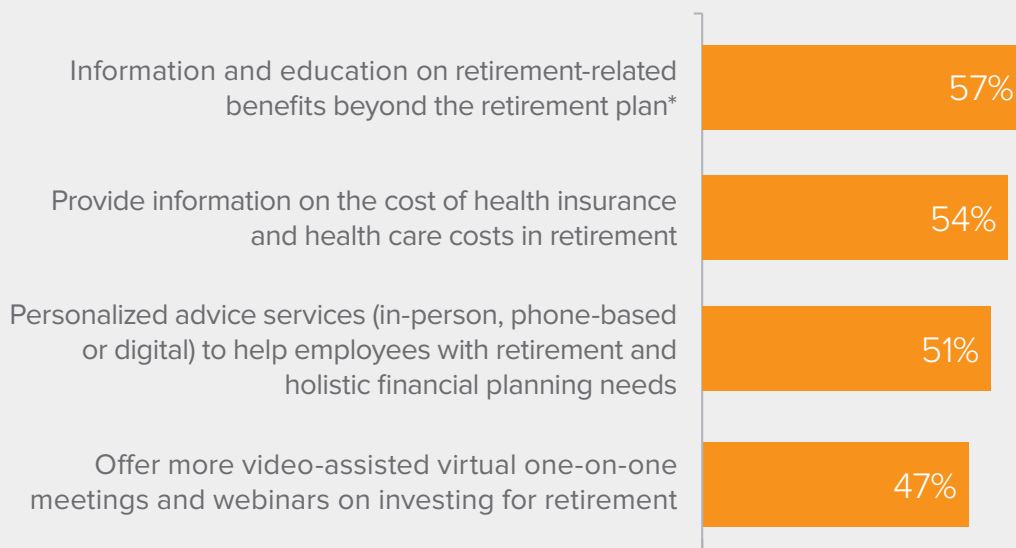 Information and education on retirement-related
benefits beyond the retirement plan*
57%
Provide information on the cost of health insurance
and health care costs in retirement
54%
Personalized advice services (in-person, phone-based
or digital) to help employees with retirement and
holistic financial planning needs
51%
Offer more video-assisted virtual one-on-one
meetings and webinars on investing for retirement
47%